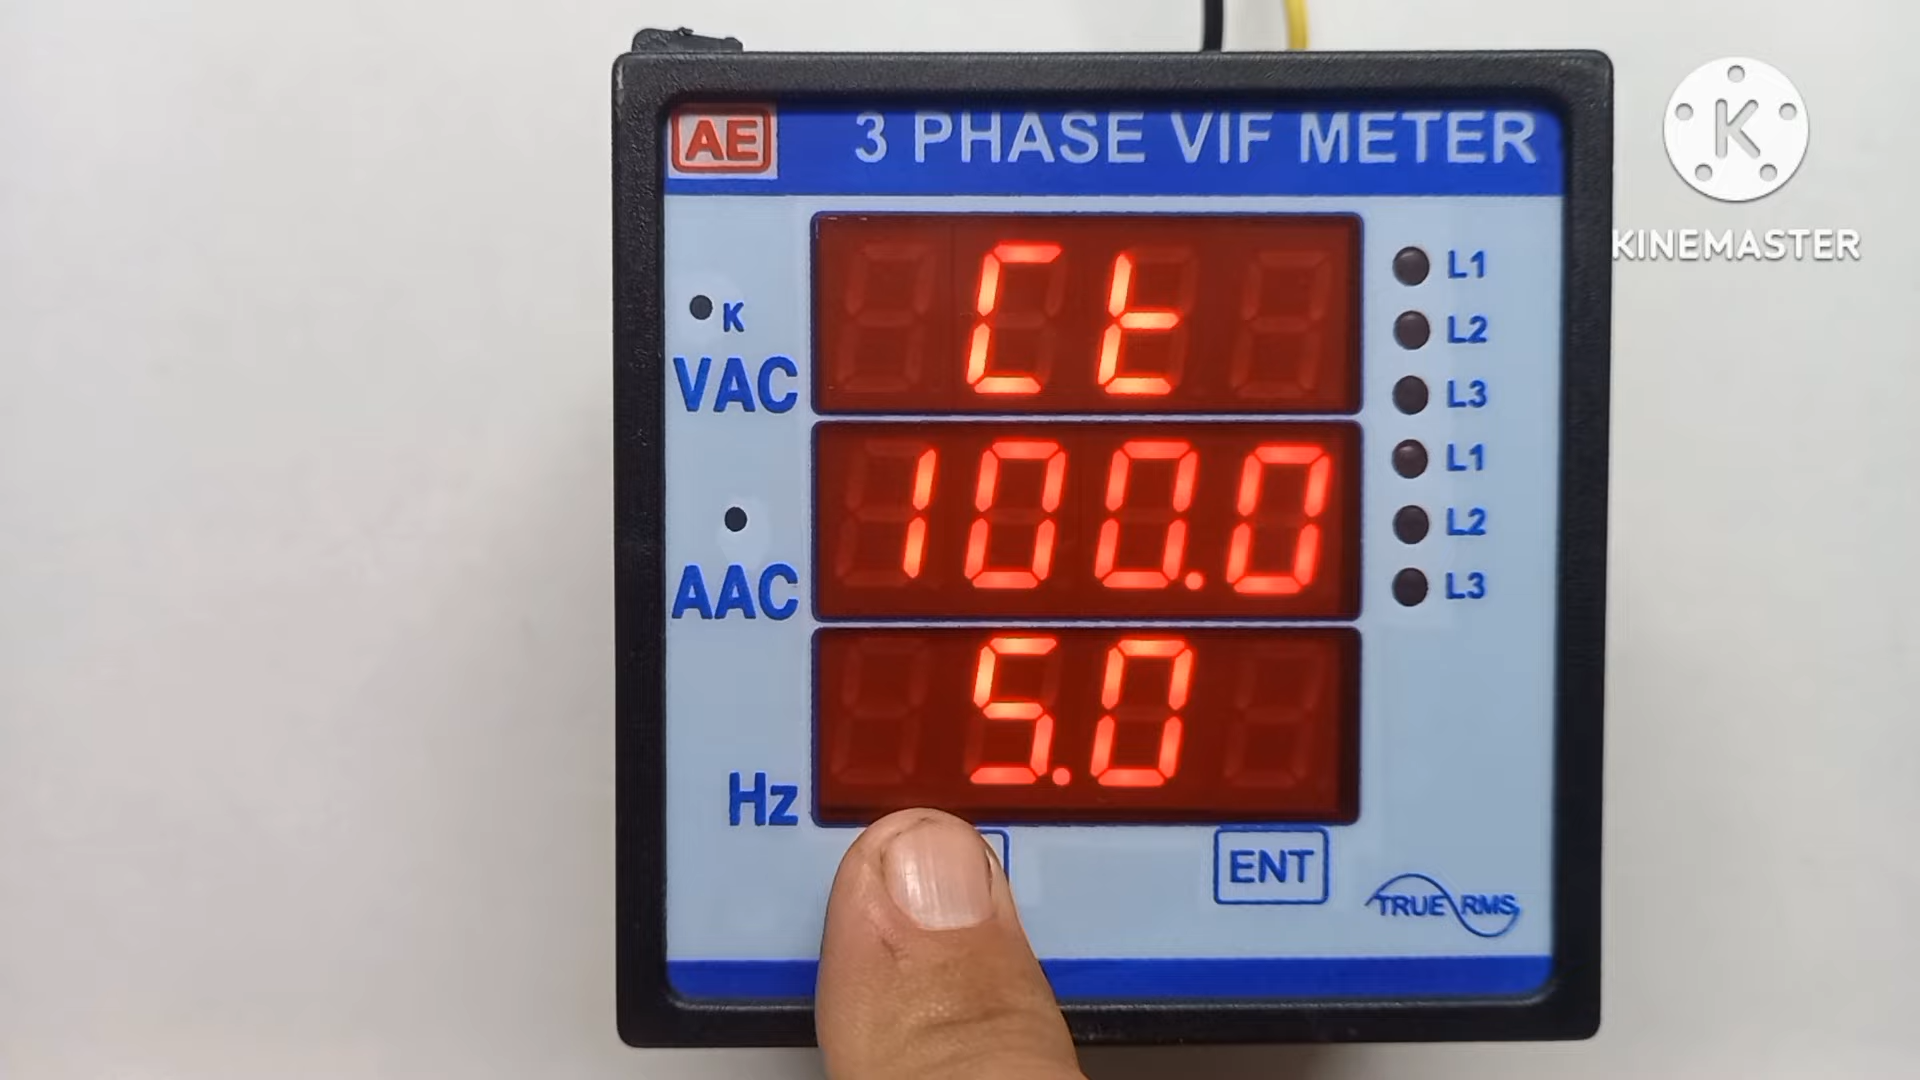 AE
3 PHASE VIF METER
K
VAC
Ct
L1
L2
L3
AAC
100.0
L1
L2
L3
Hz
5.0
ENT
TRUE RMS
K
KINEMASTER